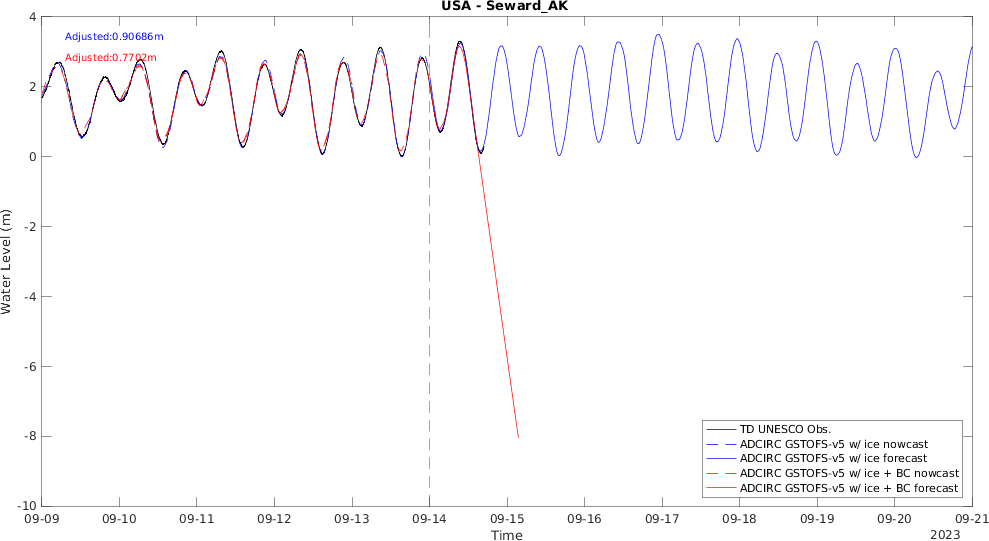 USA - Seward_AK
Adjusted:0.90686m
Adjusted:0.7702m
4
2
0
-2
-4
-6
-8
-10
Water Level (m)
TD UNESCO Obs.
ADCIRC GSTOFS-v5 w/ ice nowcast
ADCIRC GSTOFS-v5 w/ ice forecast
ADCIRC GSTOFS-v5 w/ ice + BC nowcast
ADCIRC GSTOFS-v5 w/ ice + BC forecast
09-09 09-10 09-11 09-12 09-13 09-14 09-15 09-16 09-17 09-18 09-19 09-20 09-21
Time
2023